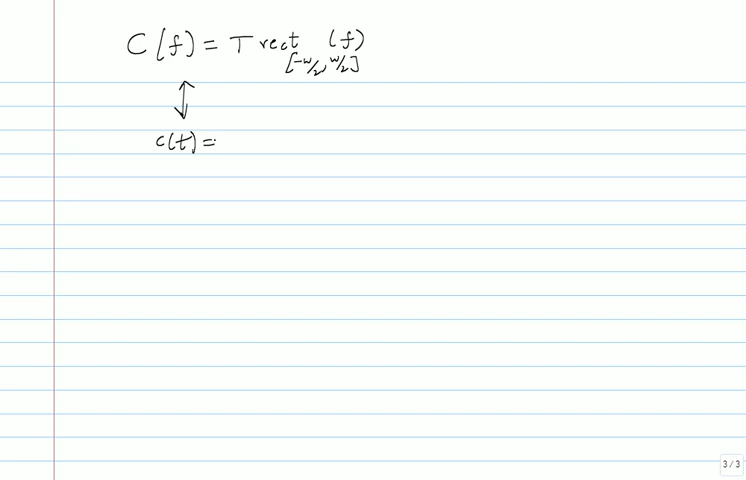 C(f) = T rect [-w/2, w/2] (f)
c(t) =
3 / 3